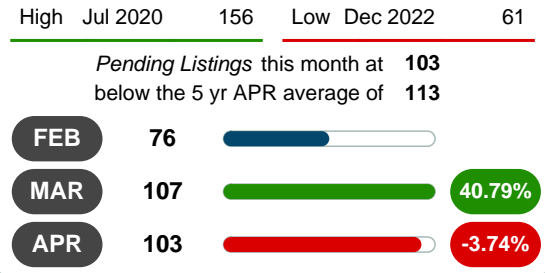 High Jul 2020 156 Low Dec 2022 61
Pending Listings this month at 103
below the 5 yr APR average of 113
FEB 76
MAR 107 40.79%
APR 103 -3.74%